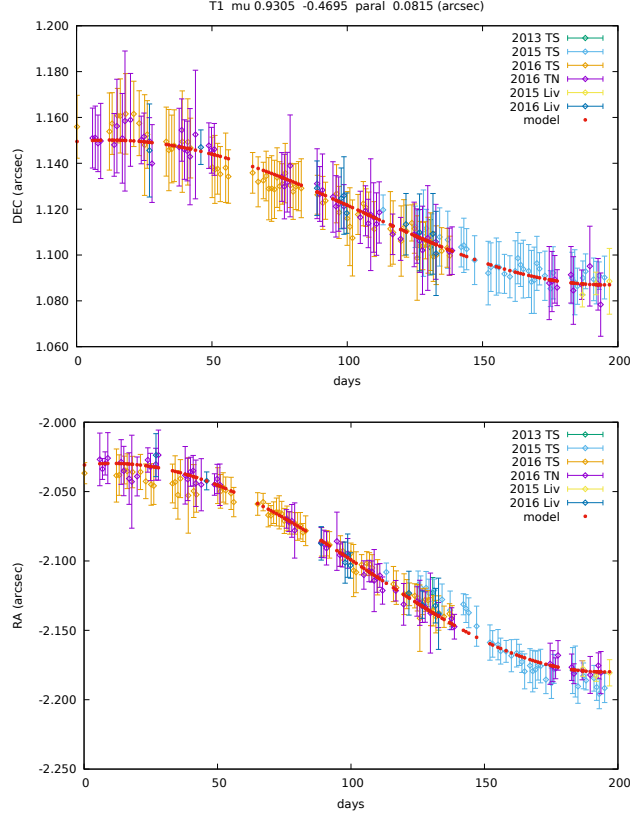 T1 mu 0.9305 -0.4695 paral 0.0815 (arcsec)
1.200
1.180
1.160
1.140
1.120
1.100
1.080
1.060
DEC (arcsec)
2013 TS
2015 TS
2016 TS
2016 TN
2015 Liv
2016 Liv
model
0 50 100 150 200
days
-2.000
-2.050
-2.100
-2.150
-2.200
-2.250
RA (arcsec)
2013 TS
2015 TS
2016 TS
2016 TN
2015 Liv
2016 Liv
model
0 50 100 150 200
days